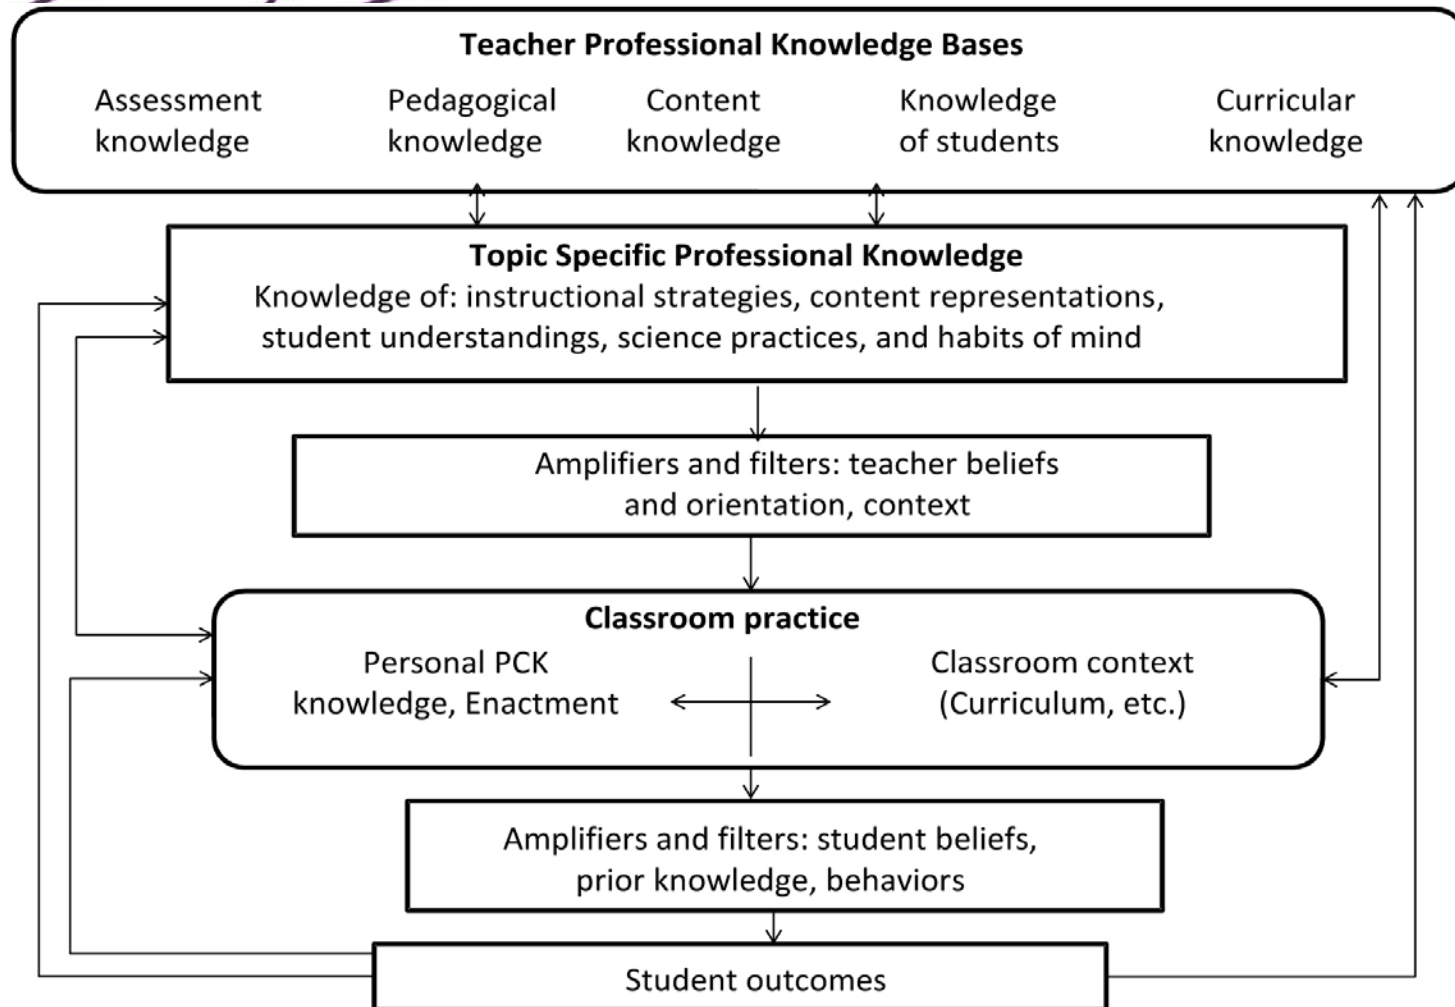 Teacher Professional Knowledge Bases
Assessment knowledge
Pedagogical knowledge
Content knowledge
Knowledge of students
Curricular knowledge
Topic Specific Professional Knowledge
Knowledge of: instructional strategies, content representations,
student understandings, science practices, and habits of mind
Amplifiers and filters: teacher beliefs
and orientation, context
Classroom practice
Personal PCK
knowledge, Enactment
Classroom context
(Curriculum, etc.)
Amplifiers and filters: student beliefs,
prior knowledge, behaviors
Student outcomes